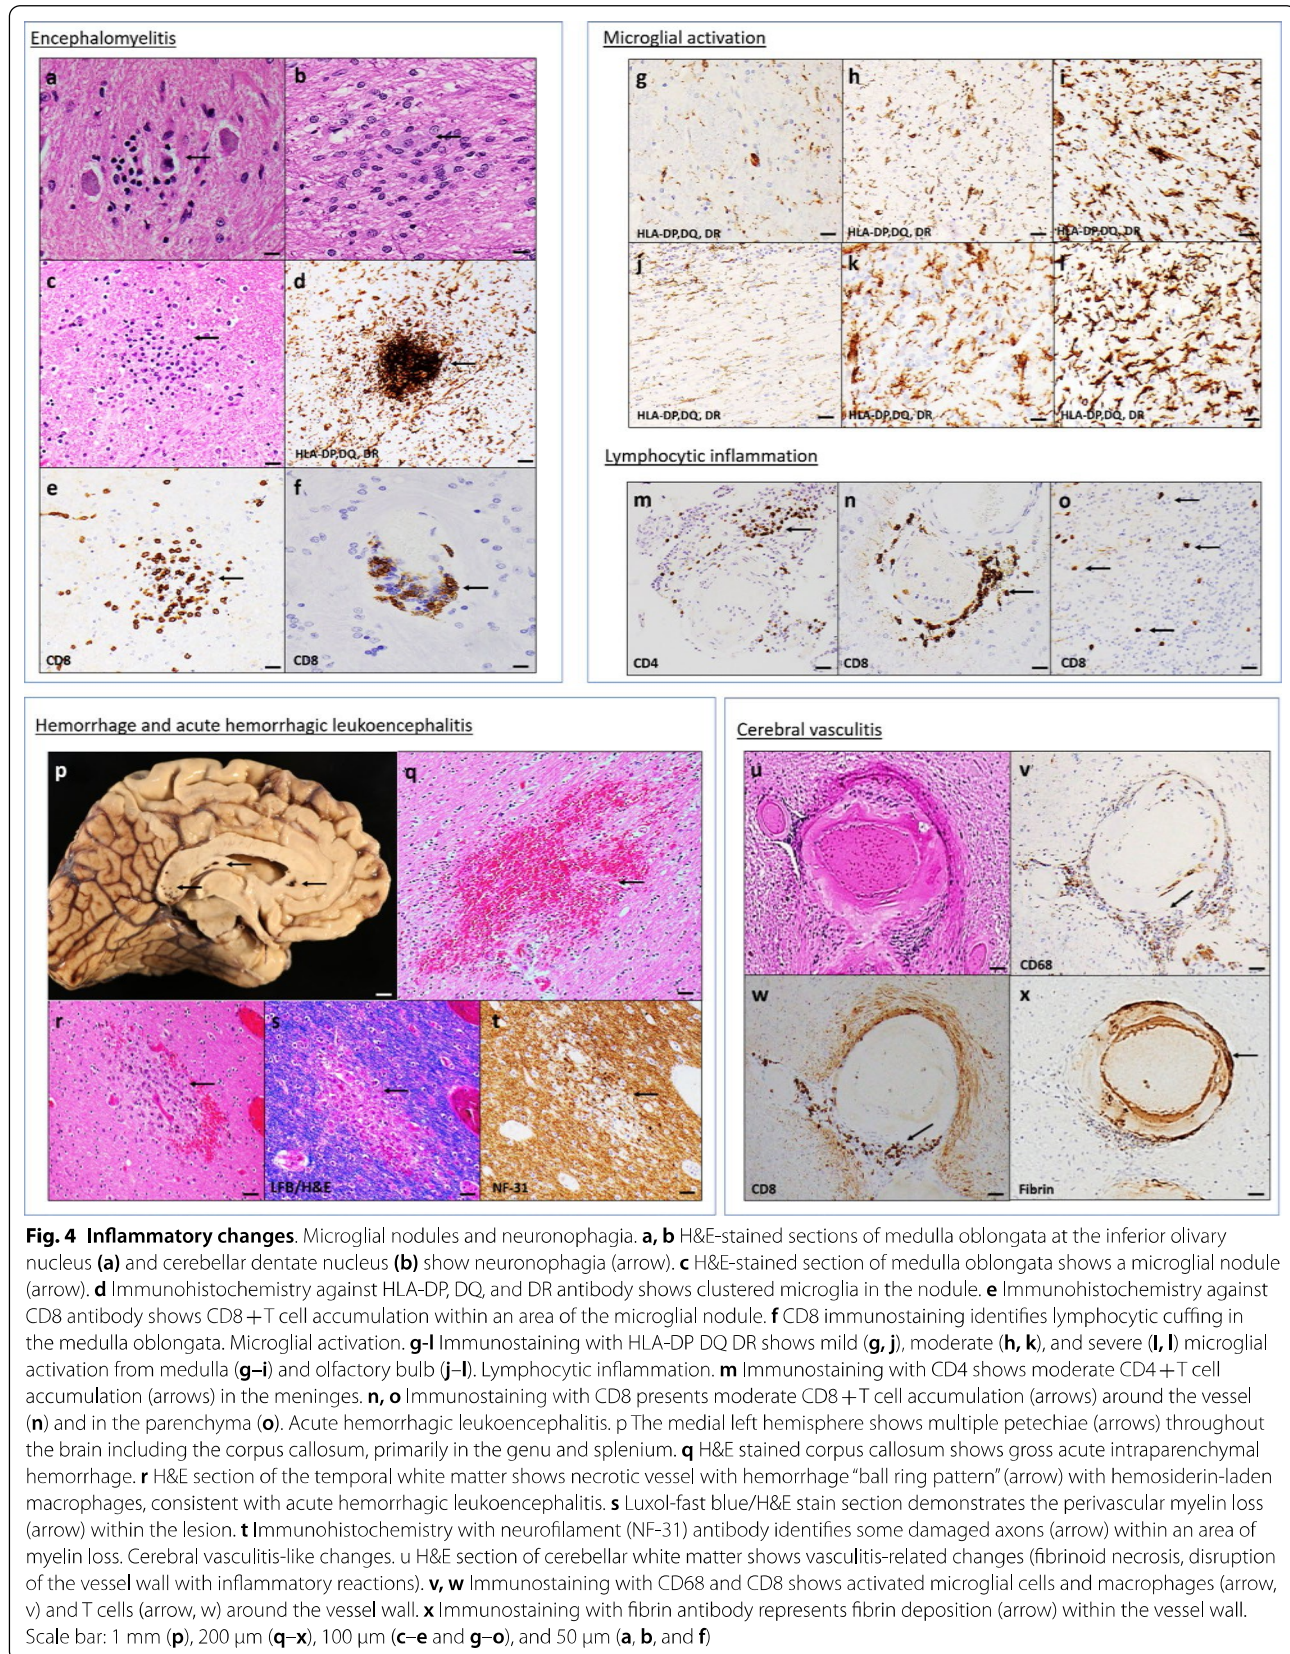 Encephalomyelitis
a
b
c
d
HLA-DP,DQ, DR
e
CD8
f
CD8
Microglial activation
g
HLA-DP,DQ, DR
h
HLA-DP,DQ, DR
i
HLA-DP,DQ, DR
j
HLA-DP,DQ, DR
k
HLA-DP,DQ, DR
l
HLA-DP,DQ, DR
Lymphocytic inflammation
m
CD4
n
CD8
o
CD8
Hemorrhage and acute hemorrhagic leukoencephalitis
p
q
r
s
LFB/H&E
t
NF-31
Cerebral vasculitis
u
v
CD68
w
CD8
x
Fibrin
Fig. 4 Inflammatory changes. Microglial nodules and neuronophagia. a, b H&E-stained sections of medulla oblongata at the inferior olivary
nucleus (a) and cerebellar dentate nucleus (b) show neuronophagia (arrow). c H&E-stained section of medulla oblongata shows a microglial nodule
(arrow). d Immunohistochemistry against HLA-DP, DQ, and DR antibody shows clustered microglia in the nodule. e Immunohistochemistry against
CD8 antibody shows CD8+T cell accumulation within an area of the microglial nodule. f CD8 immunostaining identifies lymphocytic cuffing in
the medulla oblongata. Microglial activation. g-l Immunostaining with HLA-DP DQ DR shows mild (g, j), moderate (h, k), and severe (I, l) microglial
activation from medulla (g–i) and olfactory bulb (j–l). Lymphocytic inflammation. m Immunostaining with CD4 shows moderate CD4+T cell
accumulation (arrows) in the meninges. n, o Immunostaining with CD8 presents moderate CD8+T cell accumulation (arrows) around the vessel
(n) and in the parenchyma (o). Acute hemorrhagic leukoencephalitis. p The medial left hemisphere shows multiple petechiae (arrows) throughout
the brain including the corpus callosum, primarily in the genu and splenium. q H&E stained corpus callosum shows gross acute intraparenchymal
hemorrhage. r H&E section of the temporal white matter shows necrotic vessel with hemorrhage “ball ring pattern” (arrow) with hemosiderin-laden
macrophages, consistent with acute hemorrhagic leukoencephalitis. s Luxol-fast blue/H&E stain section demonstrates the perivascular myelin loss
(arrow) within the lesion. t Immunohistochemistry with neurofilament (NF-31) antibody identifies some damaged axons (arrow) within an area of
myelin loss. Cerebral vasculitis-like changes. u H&E section of cerebellar white matter shows vasculitis-related changes (fibrinoid necrosis, disruption
of the vessel wall with inflammatory reactions). v, w Immunostaining with CD68 and CD8 shows activated microglial cells and macrophages (arrow,
v) and T cells (arrow, w) around the vessel wall. x Immunostaining with fibrin antibody represents fibrin deposition (arrow) within the vessel wall.
Scale bar: 1 mm (p), 200 µm (q–x), 100 µm (c–e and g–o), and 50 µm (a, b, and f)